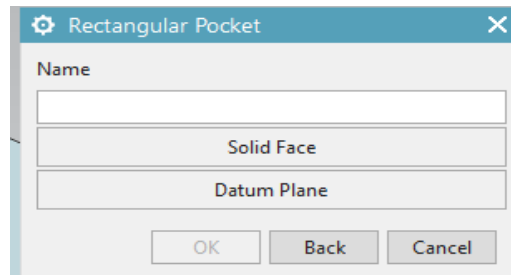 Rectangular Pocket
Name
Solid Face
Datum Plane
OK Back Cancel